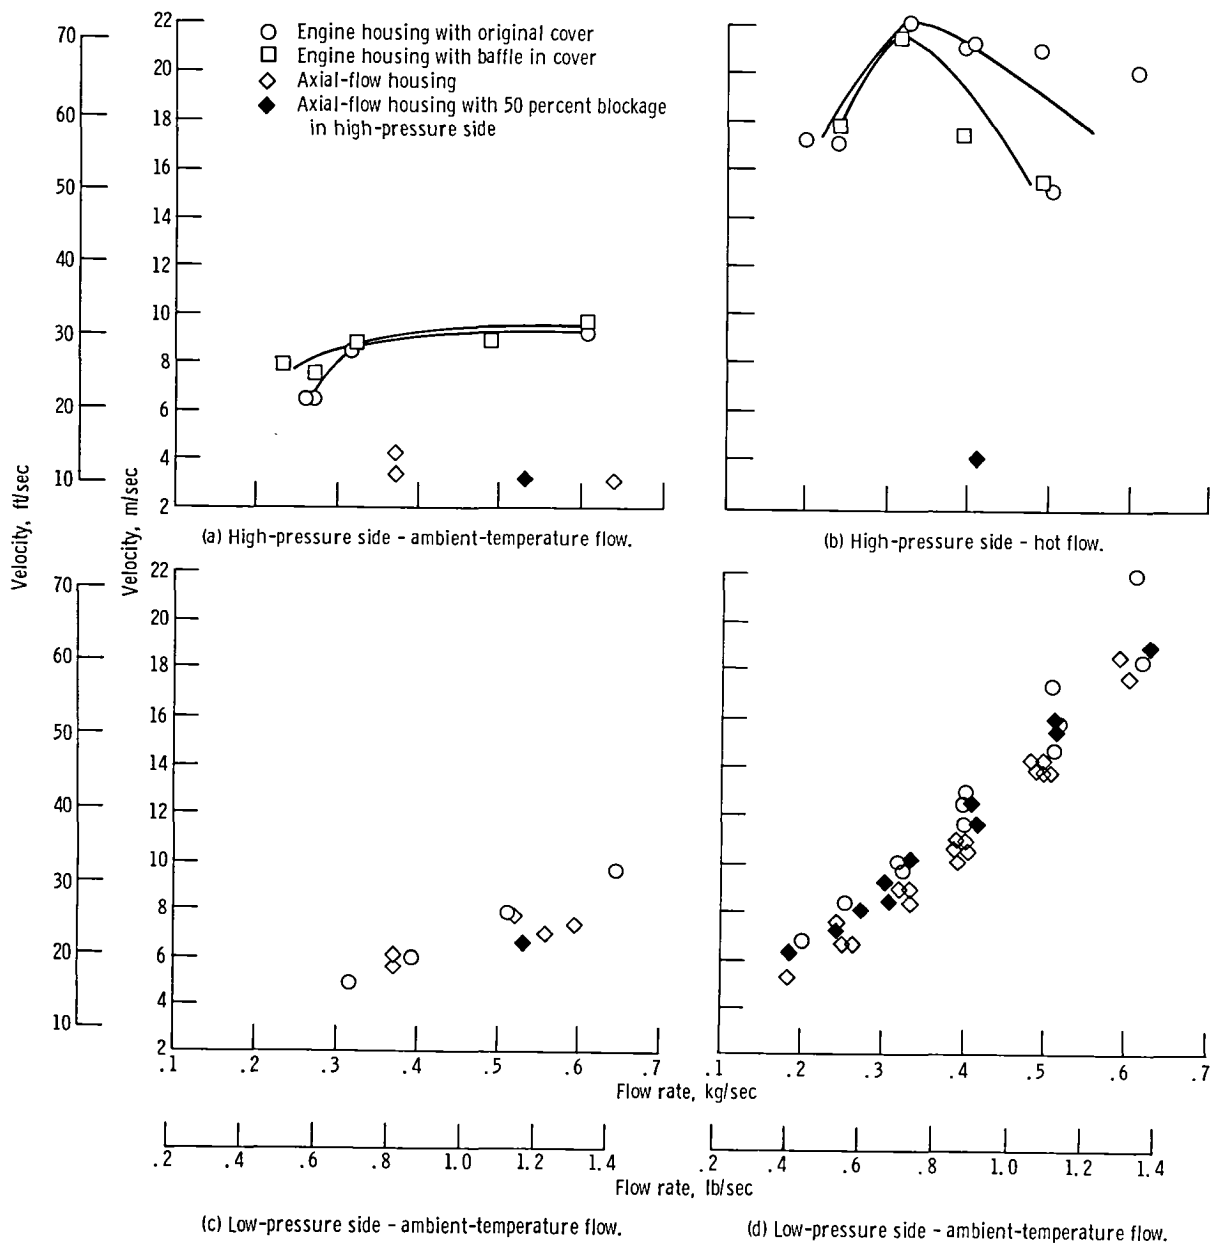 Engine housing with original cover
Engine housing with baffle in cover
Axial-flow housing
Axial-flow housing with 50 percent blockage
in high-pressure side
70
60
50
40
30
20
10
Velocity, ft/sec
22
20
18
16
14
12
10
8
6
4
2
Velocity, m/sec
(a) High-pressure side - ambient-temperature flow.
(b) High-pressure side - hot flow.
70
60
50
40
30
20
10
22
20
18
16
14
12
10
8
6
4
2
.1 .2 .3 .4 .5 .6 .7
.2 .3 .4 .5 .6 .7
Flow rate, kg/sec
.2 .4 .6 .8 1.0 1.2 1.4
.2 .4 .6 .8 1.0 1.2 1.4
Flow rate, lb/sec
(c) Low-pressure side - ambient-temperature flow.
(d) Low-pressure side - ambient-temperature flow.